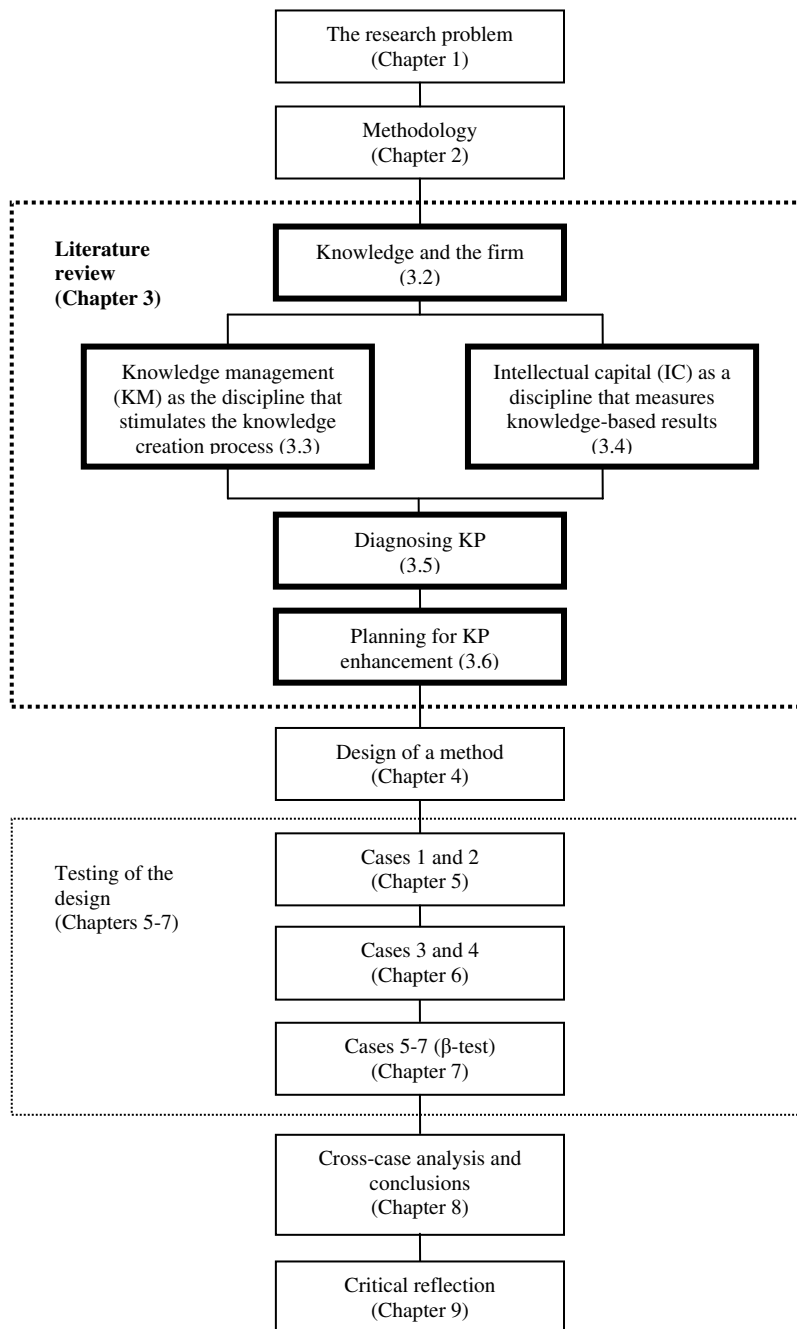 The research problem
(Chapter 1)
Methodology
(Chapter 2)
Literature
review
(Chapter 3)
Knowledge and the firm
(3.2)
Knowledge management
(KM) as the discipline that
stimulates the knowledge
creation process (3.3)
Intellectual capital (IC) as a
discipline that measures
knowledge-based results
(3.4)
Diagnosing KP
(3.5)
Planning for KP
enhancement (3.6)
Design of a method
(Chapter 4)
Testing of the
design
(Chapters 5-7)
Cases 1 and 2
(Chapter 5)
Cases 3 and 4
(Chapter 6)
Cases 5-7 (β-test)
(Chapter 7)
Cross-case analysis and
conclusions
(Chapter 8)
Critical reflection
(Chapter 9)